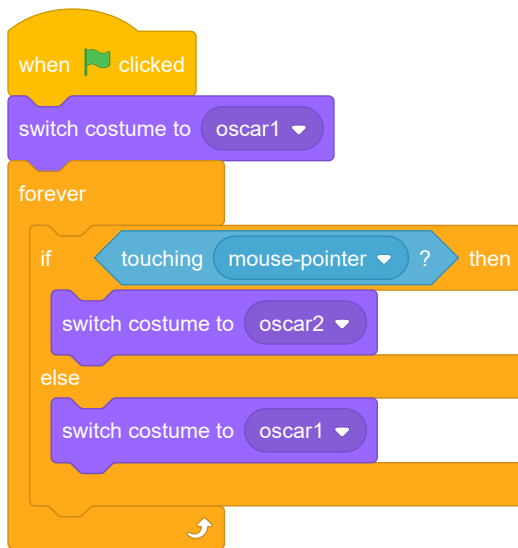 when clicked
switch costume to oscar1
forever
if touching mouse-pointer ? then
switch costume to oscar2
else
switch costume to oscar1